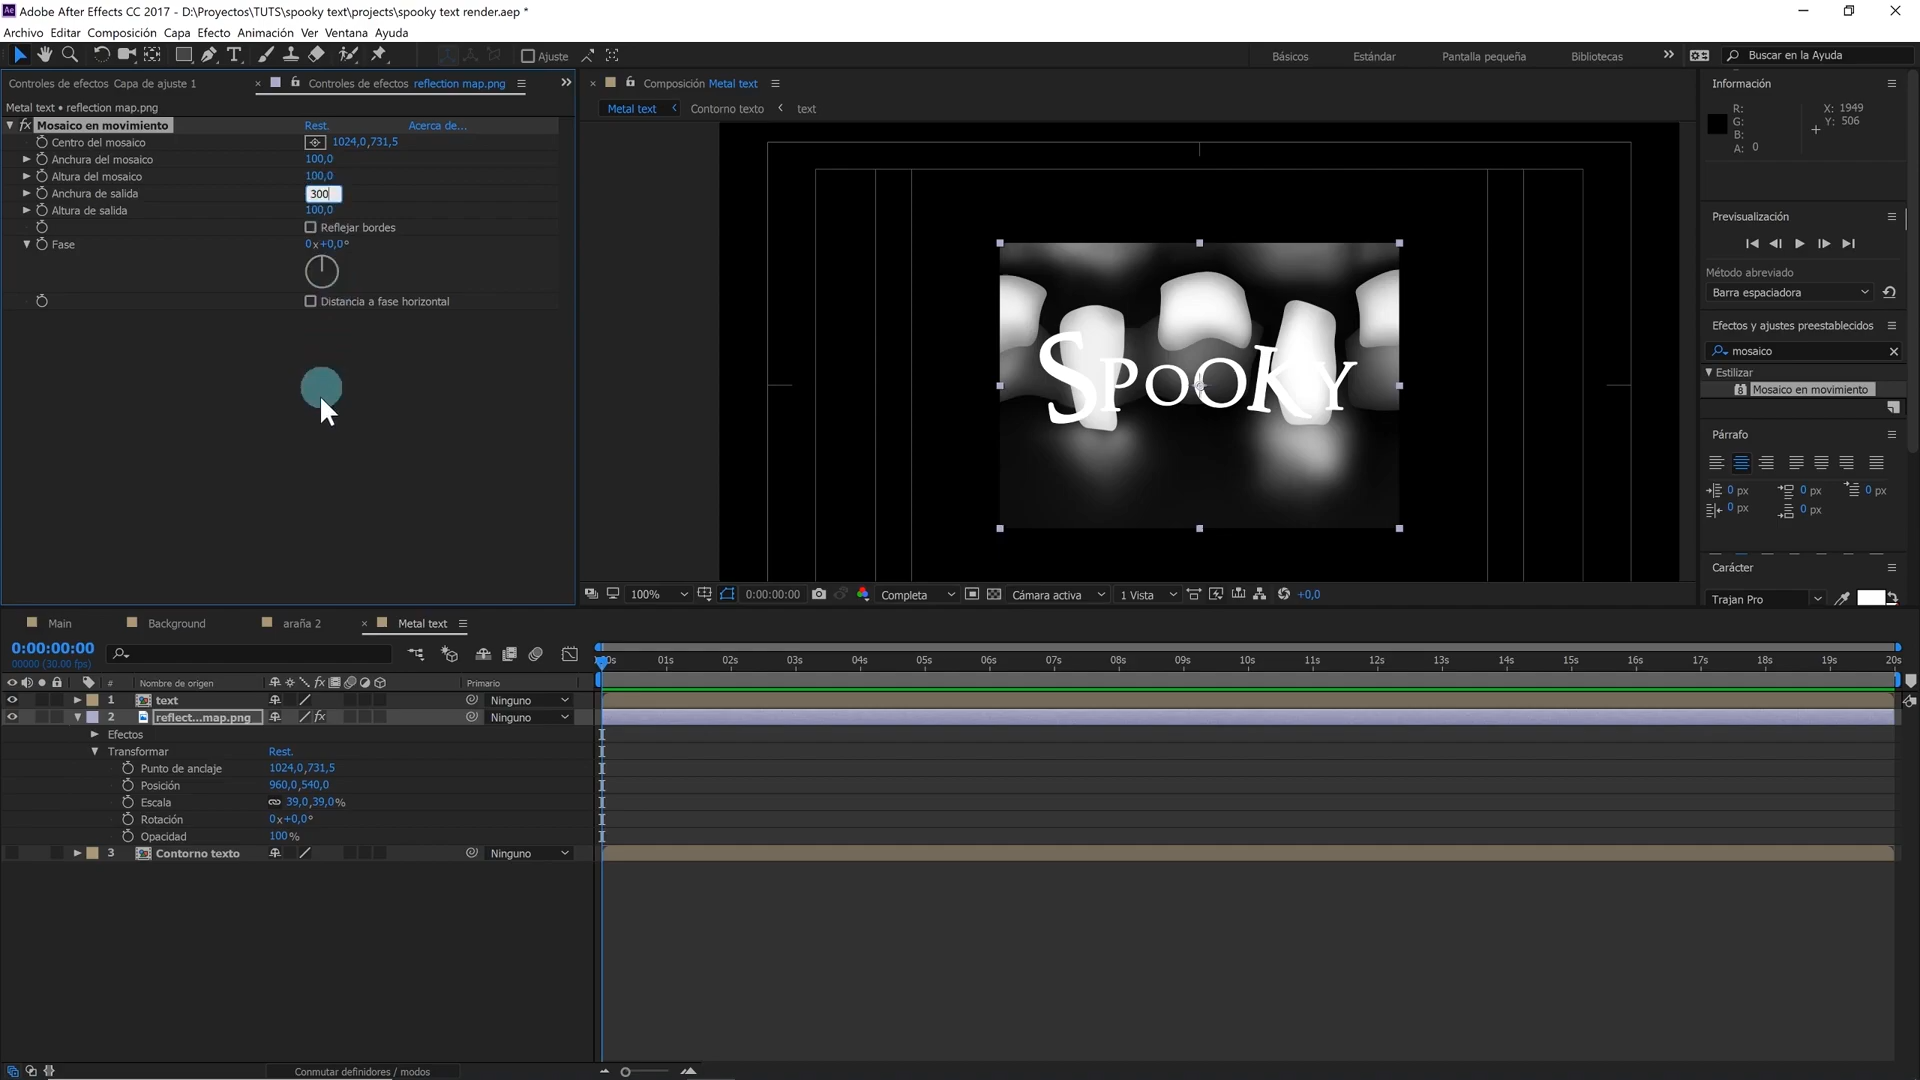 Adobe After Effects CC 2017 - D:\Proyectos\TUTS\spooky text\projects\spooky text render.aep *
Archivo Editar Composición Capa Efecto Animación Ver Ventana Ayuda
Ajuste
Básicos Estándar Pantalla pequeña Bibliotecas Buscar en la Ayuda
Controles de efectos Capa de ajuste 1
Controles de efectos reflection map.png
Metal text • reflection map.png
fx Mosaico en movimiento Rest. Acerca de...
Centro del mosaico 1024,0,731,5
Anchura del mosaico 100,0
Altura del mosaico 100,0
Anchura de salida 300
Altura de salida 100,0
Reflejar bordes
Fase 0x+0,0°
Distancia a fase horizontal
Composición Metal text
Metal text Contorno texto text
SPOOKY
100% 0:00:00:00 Completa Cámara activa 1 Vista +0,0
Información
R: X: 1949
G: Y: 506
B:
A: 0
Previsualización
Método abreviado
Barra espaciadora
Efectos y ajustes preestablecidos
mosaico
Estilizar
Mosaico en movimiento
Párrafo
0 px 0 px 0 px
0 px 0 px
Carácter
Trajan Pro
Main Background araña 2 Metal text
0:00:00:00
00000 (30.00 fps)
# Nombre de origen fx Primario
1 text Ninguno
2 reflect...map.png fx Ninguno
Efectos
Transformar Rest.
Punto de anclaje 1024,0,731,5
Posición 960,0,540,0
Escala 39,0,39,0%
Rotación 0x+0,0°
Opacidad 100%
3 Contorno texto Ninguno
01s 02s 03s 04s 05s 06s 07s 08s 09s 10s 11s 12s 13s 14s 15s 16s 17s 18s 19s 20s
Conmutar definidores / modos